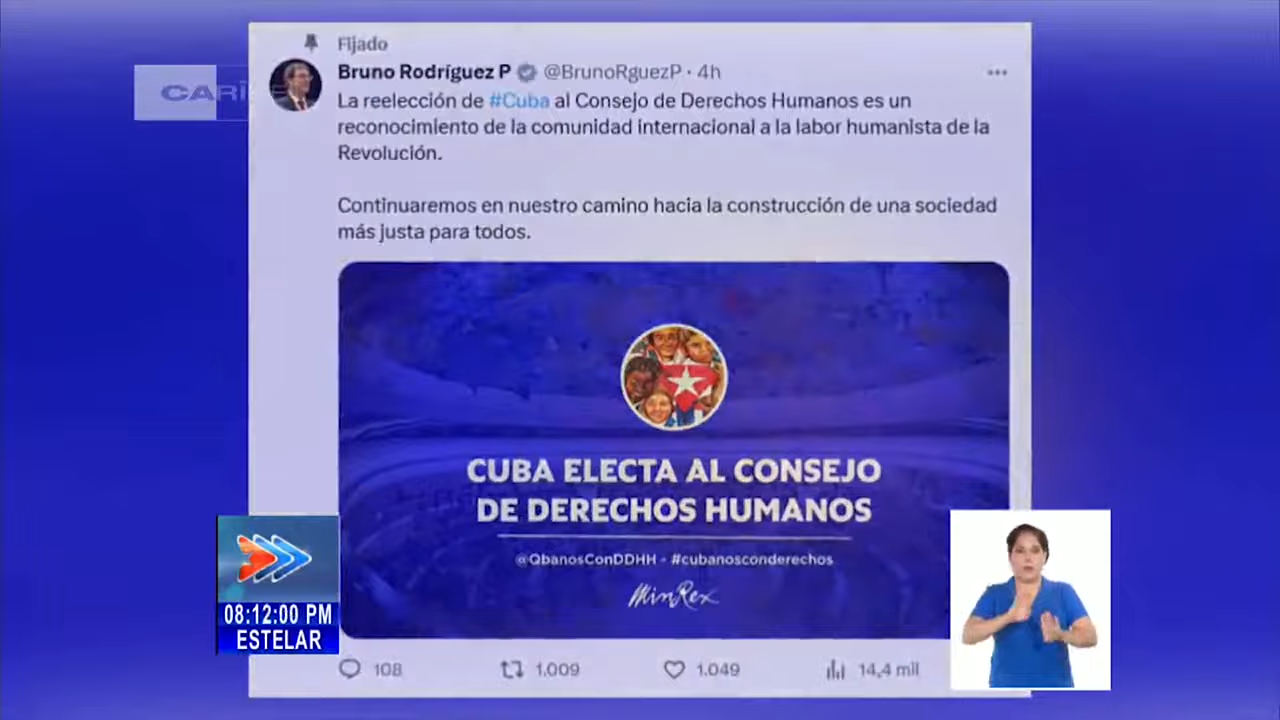 Fijado
Bruno Rodríguez P @BrunoRguezP · 4h
La reelección de #Cuba al Consejo de Derechos Humanos es un
reconocimiento de la comunidad internacional a la labor humanista de la
Revolución.
Continuaremos en nuestro camino hacia la construcción de una sociedad
más justa para todos.
CUBA ELECTA AL CONSEJO
DE DERECHOS HUMANOS
@QbanosConDDHH - #cubanosconderechos
MinRex
108 1.009 1.049 14,4 mil
CARIBE
08:12:00 PM
ESTELAR